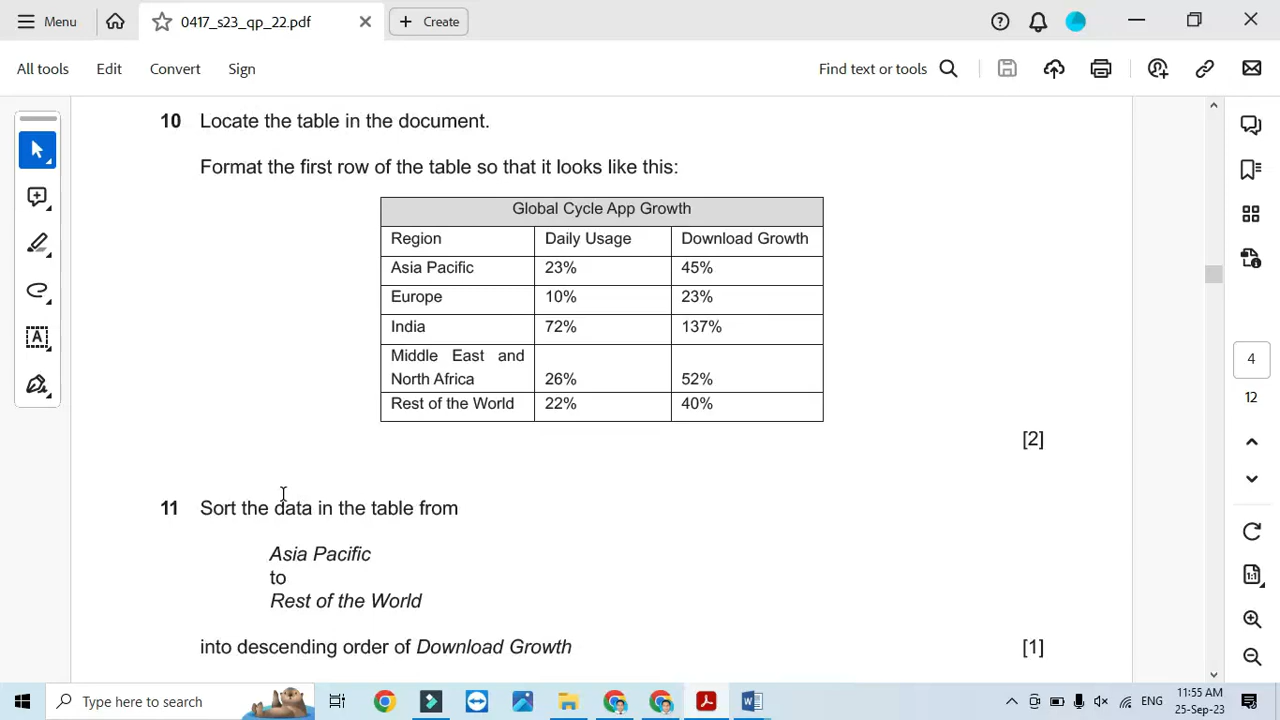 Menu
0417_s23_qp_22.pdf
Create
All tools
Edit
Convert
Sign
Find text or tools
10 Locate the table in the document.
Format the first row of the table so that it looks like this:
Global Cycle App Growth
Region Daily Usage Download Growth
Asia Pacific 23% 45%
Europe 10% 23%
India 72% 137%
Middle East and
North Africa 26% 52%
Rest of the World 22% 40%
[2]
11 Sort the data in the table from
Asia Pacific
to
Rest of the World
into descending order of Download Growth [1]
4
12
1:1
Type here to search
ENG
11:55 AM
25-Sep-23